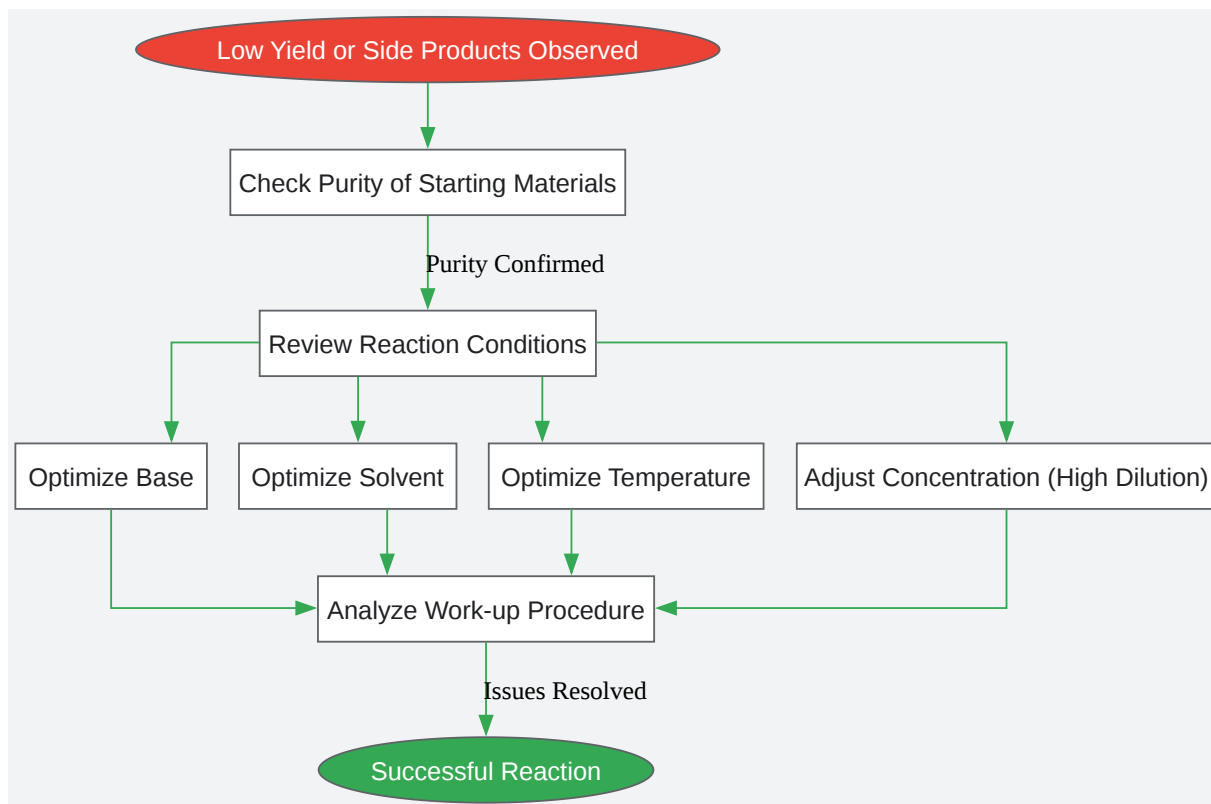 Low Yield or Side Products Observed
Check Purity of Starting Materials
Purity Confirmed
Review Reaction Conditions
Optimize Base
Optimize Solvent
Optimize Temperature
Adjust Concentration (High Dilution)
Analyze Work-up Procedure
Issues Resolved
Successful Reaction